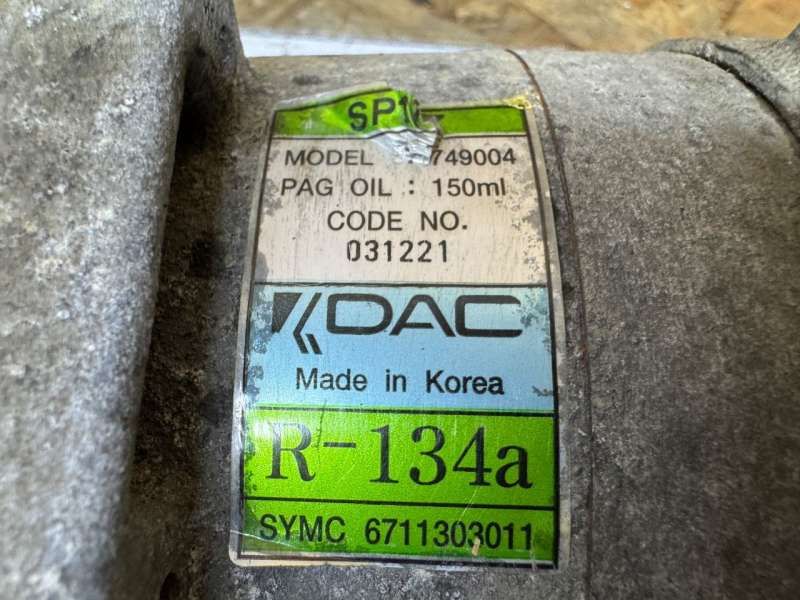 MODEL : 749004
PAG OIL : 150ml
CODE NO.
031221
DAC
Made in Korea
R-134a
SYMC 6711303011